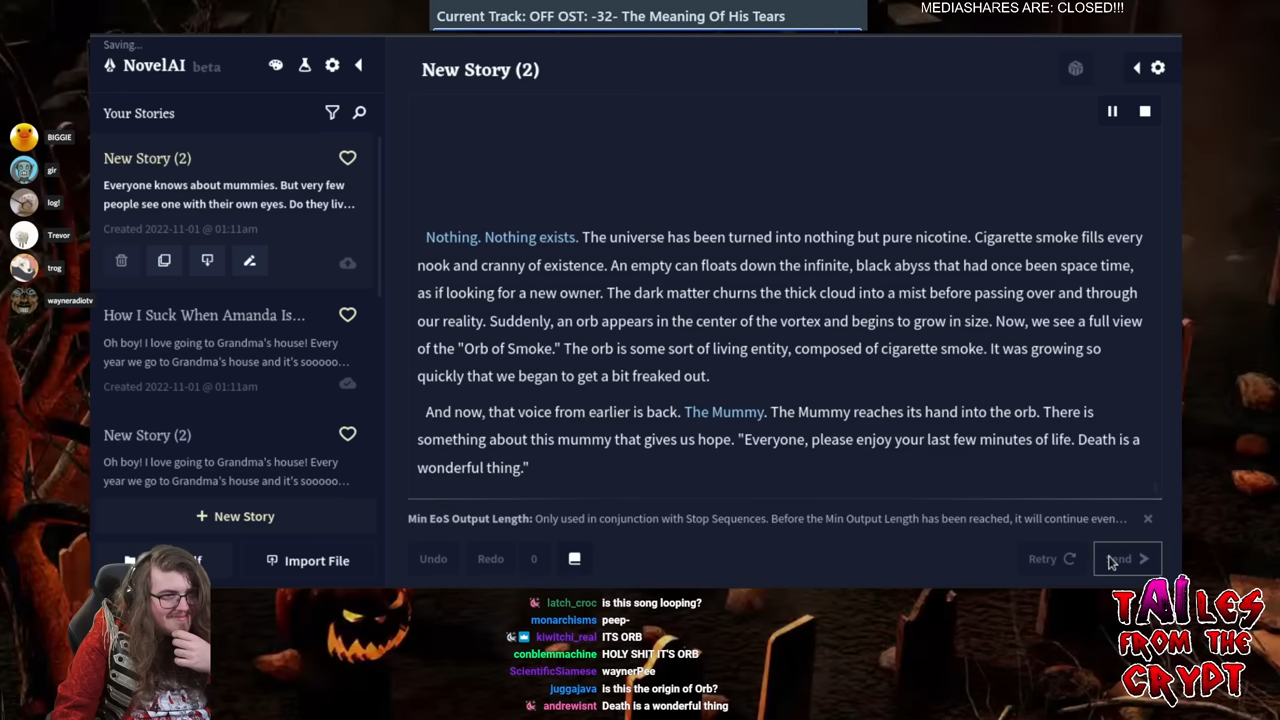 Current Track: OFF OST: -32- The Meaning Of His Tears
MEDIASHARES ARE: CLOSED!!!
Saving...
NovelAI beta
Your Stories
New Story (2)
Everyone knows about mummies. But very few
people see one with their own eyes. Do they liv...
Created 2022-11-01 @ 01:11am
How I Suck When Amanda Is...
Oh boy! I love going to Grandma's house! Every
year we go to Grandma's house and it's sooooo...
Created 2022-11-01 @ 01:11am
New Story (2)
Oh boy! I love going to Grandma's house! Every
year we go to Grandma's house and it's sooooo...
+ New Story
Import File
BIGGIE
gir
log!
Trevor
trog
wayneradiotv
New Story (2)
Nothing. Nothing exists. The universe has been turned into nothing but pure nicotine. Cigarette smoke fills every
nook and cranny of existence. An empty can floats down the infinite, black abyss that had once been space time,
as if looking for a new owner. The dark matter churns the thick cloud into a mist before passing over and through
our reality. Suddenly, an orb appears in the center of the vortex and begins to grow in size. Now, we see a full view
of the "Orb of Smoke." The orb is some sort of living entity, composed of cigarette smoke. It was growing so
quickly that we began to get a bit freaked out.
And now, that voice from earlier is back. The Mummy. The Mummy reaches its hand into the orb. There is
something about this mummy that gives us hope. "Everyone, please enjoy your last few minutes of life. Death is a
wonderful thing."
Min EoS Output Length: Only used in conjunction with Stop Sequences. Before the Min Output Length has been reached, it will continue even...
Undo
Redo
0
Retry
latch_croc is this song looping?
monarchisms peep-
kiwitchi_real ITS ORB
conblemmachine HOLY SHIT IT'S ORB
ScientificSiamese waynerPee
juggajava Is this the origin of Orb?
andrewisnt Death is a wonderful thing
TAILES
FROM THE
CRYPT